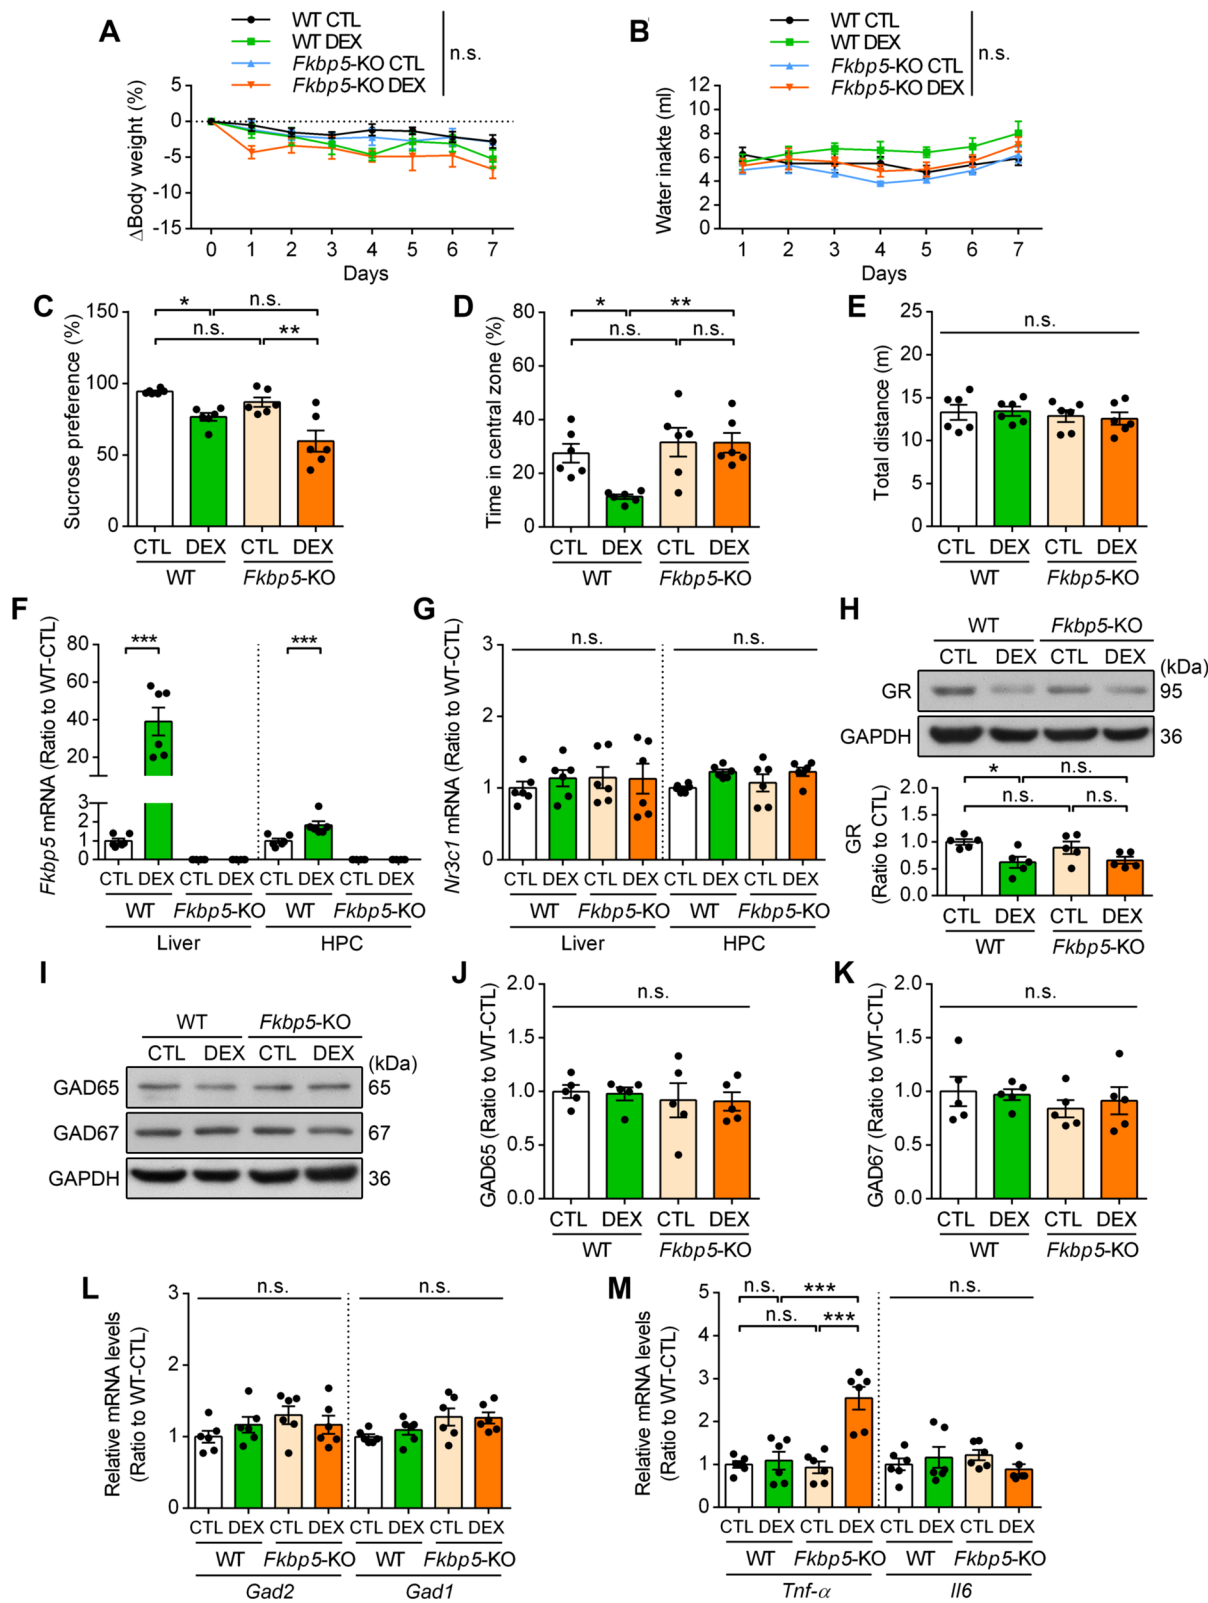 A
WT CTL
WT DEX
Fkbp5-KO CTL
Fkbp5-KO DEX
n.s.
ΔBody weight (%)
5
0
-5
-10
-15
0 1 2 3 4 5 6 7
Days
B
WT CTL
WT DEX
Fkbp5-KO CTL
Fkbp5-KO DEX
n.s.
Water inake (ml)
12
10
8
6
4
2
0
1 2 3 4 5 6 7
Days
C
Sucrose preference (%)
150
100
50
0
* n.s.
n.s. **
CTL DEX CTL DEX
WT Fkbp5-KO
D
Time in central zone (%)
80
60
40
20
0
* **
n.s. n.s.
CTL DEX CTL DEX
WT Fkbp5-KO
E
Total distance (m)
25
20
15
10
5
0
n.s.
CTL DEX CTL DEX
WT Fkbp5-KO
F
Fkbp5 mRNA (Ratio to WT-CTL)
80
60
40
20
3
2
1
0
*** ***
CTL DEX CTL DEX CTL DEX CTL DEX
WT Fkbp5-KO WT Fkbp5-KO
Liver HPC
G
Nr3c1 mRNA (Ratio to WT-CTL)
3
2
1
0
n.s. n.s.
CTL DEX CTL DEX CTL DEX CTL DEX
WT Fkbp5-KO WT Fkbp5-KO
Liver HPC
H
WT Fkbp5-KO
CTL DEX CTL DEX (kDa)
GR 95
GAPDH 36
GR
(Ratio to CTL)
2.0
1.5
1.0
0.5
0.0
* n.s.
n.s. n.s.
CTL DEX CTL DEX
WT Fkbp5-KO
I
WT Fkbp5-KO
CTL DEX CTL DEX (kDa)
GAD65 65
GAD67 67
GAPDH 36
J
GAD65 (Ratio to WT-CTL)
2.0
1.5
1.0
0.5
0.0
n.s.
CTL DEX CTL DEX
WT Fkbp5-KO
K
GAD67 (Ratio to WT-CTL)
2.0
1.5
1.0
0.5
0.0
n.s.
CTL DEX CTL DEX
WT Fkbp5-KO
L
Relative mRNA levels
(Ratio to WT-CTL)
3
2
1
0
n.s. n.s.
CTL DEX CTL DEX CTL DEX CTL DEX
WT Fkbp5-KO WT Fkbp5-KO
Gad2 Gad1
M
Relative mRNA levels
(Ratio to WT-CTL)
5
4
3
2
1
0
n.s. *** n.s.
n.s. ***
CTL DEX CTL DEX CTL DEX CTL DEX
WT Fkbp5-KO WT Fkbp5-KO
Tnf-α Il6